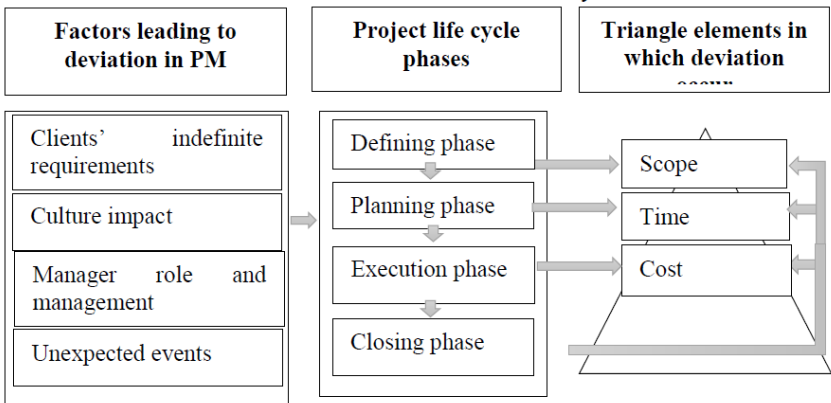 Factors leading to
deviation in PM
Project life cycle
phases
Triangle elements in
which deviation
occur
Clients' indefinite
requirements
Culture impact
Manager role and
management
Unexpected events
Defining phase
Planning phase
Execution phase
Closing phase
Scope
Time
Cost